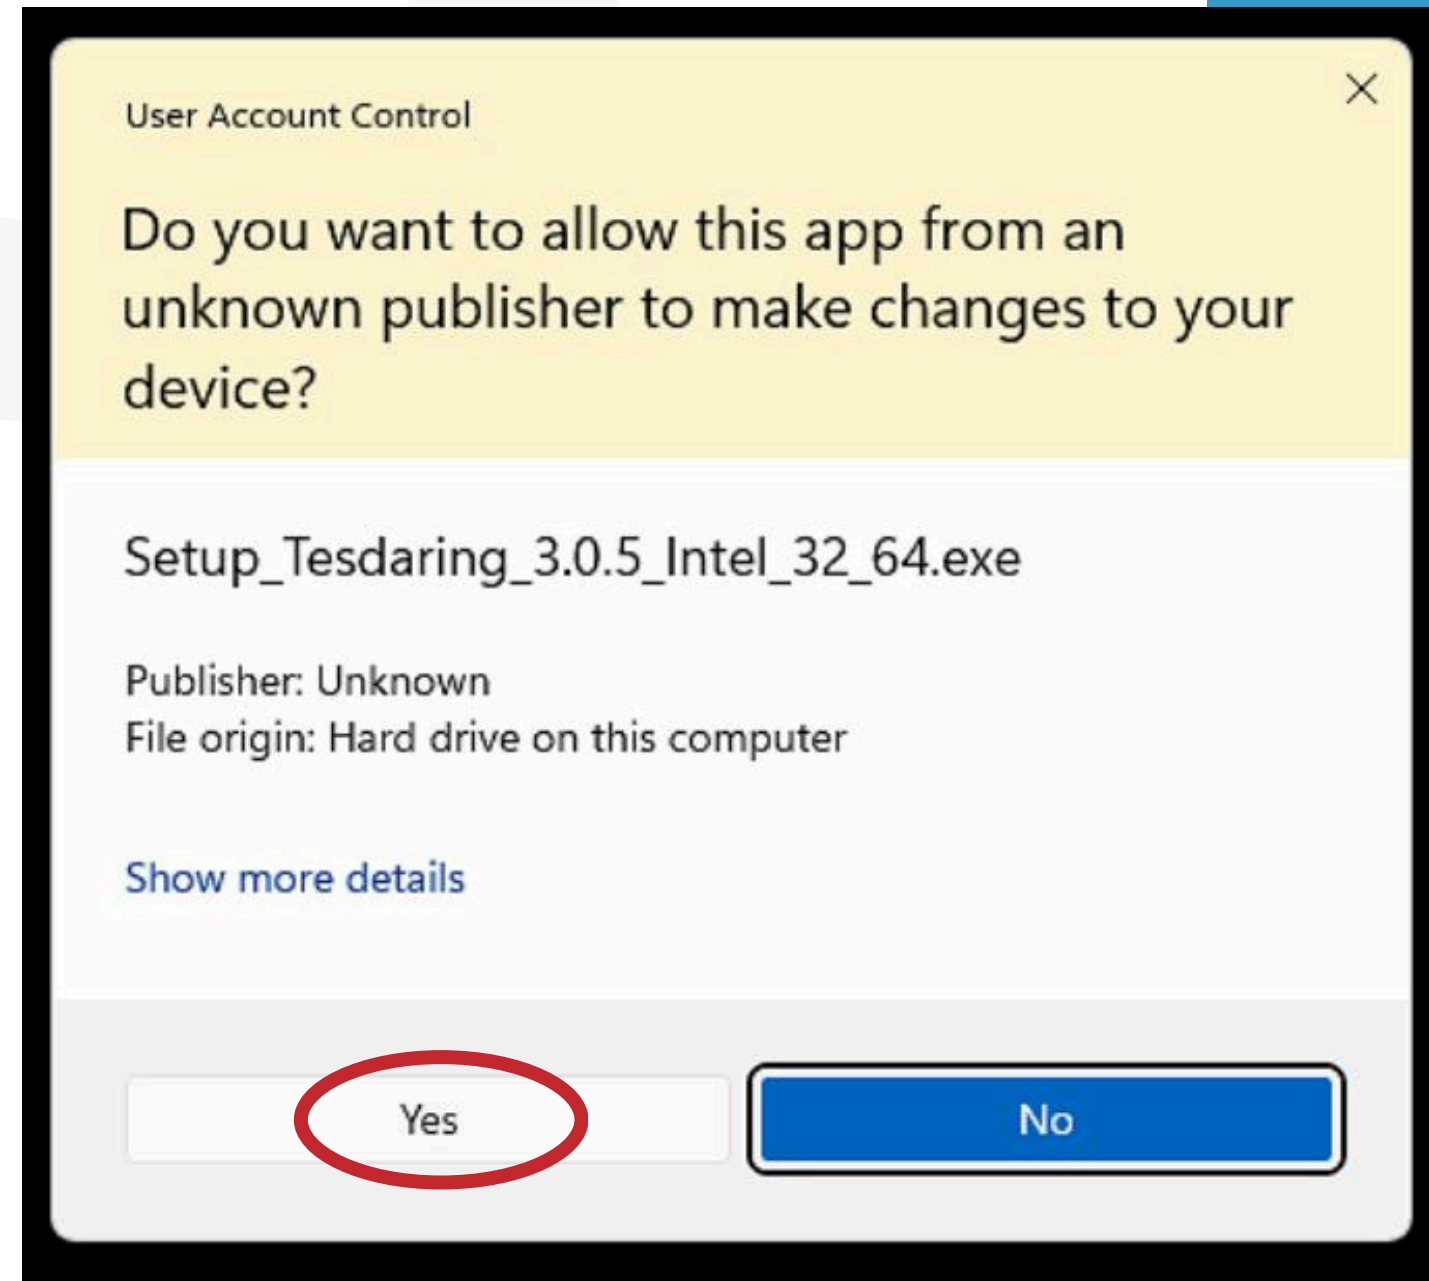 User Account Control
Do you want to allow this app from an
unknown publisher to make changes to your
device?
Setup_Tesdaring_3.0.5_Intel_32_64.exe
Publisher: Unknown
File origin: Hard drive on this computer
Show more details
Yes
No